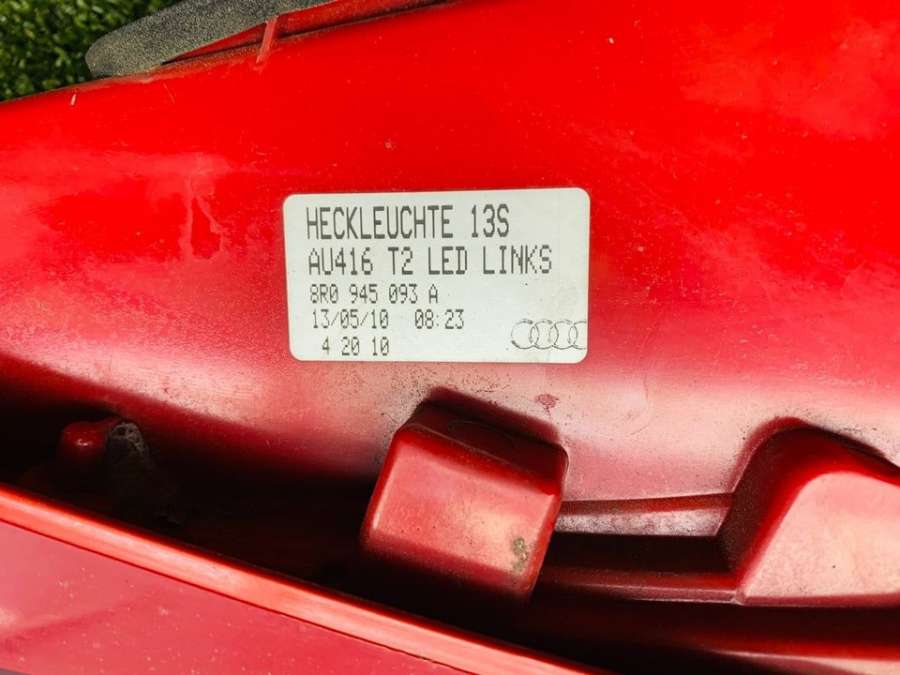 HECKLEUCHTE 13S
AU416 T2 LED LINKS
8R0 945 093 A
13/05/10 08:23
4 20 10